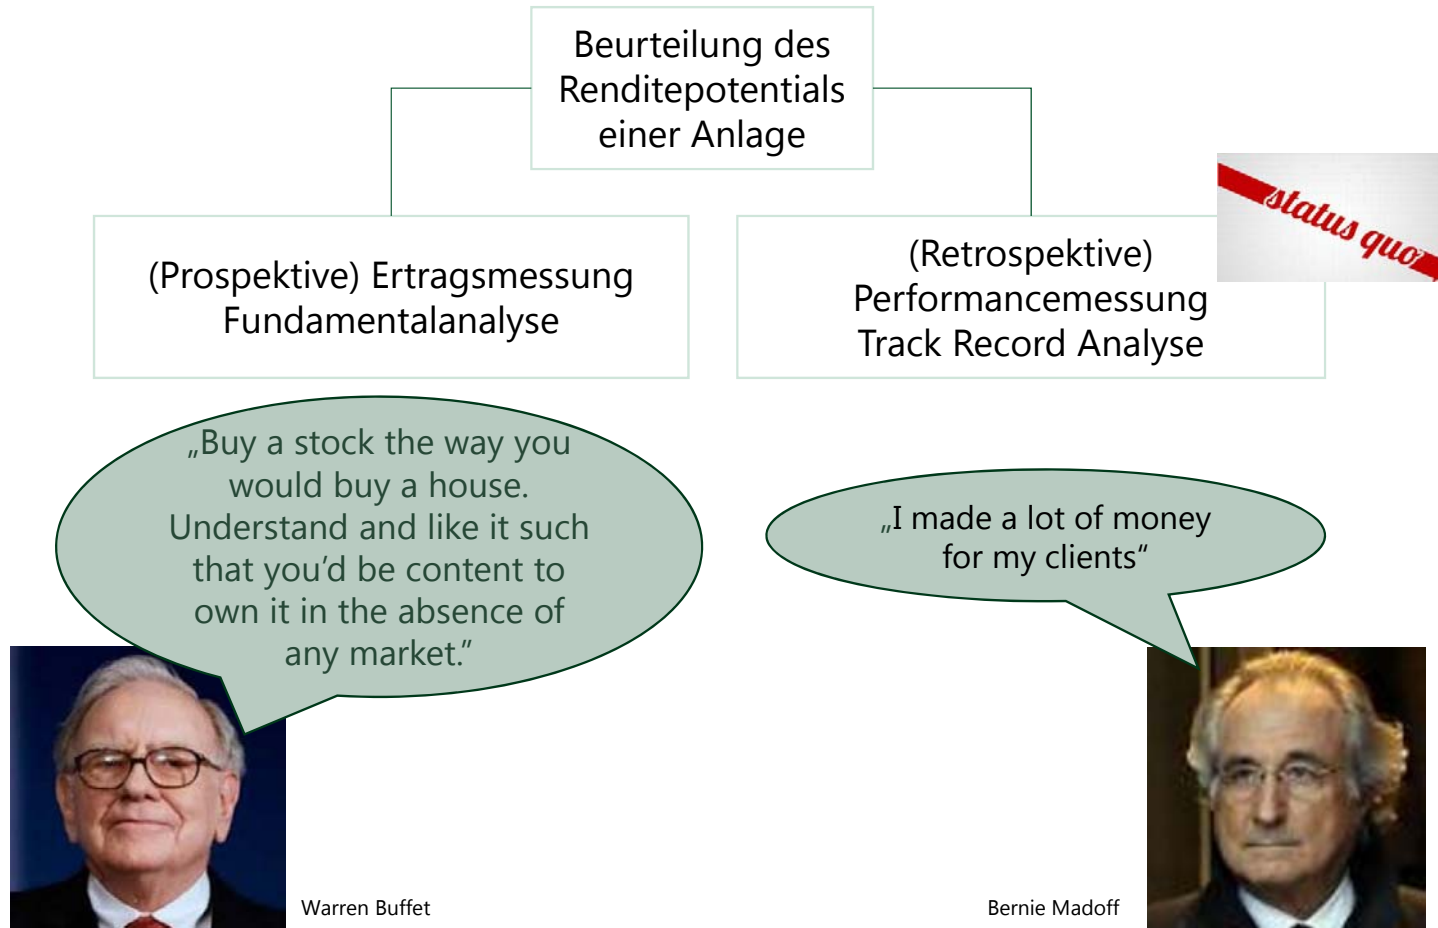 Beurteilung des
Renditepotentials
einer Anlage
status quo
(Prospektive) Ertragsmessung
Fundamentalanalyse
(Retrospektive)
Performancemessung
Track Record Analyse
„Buy a stock the way you
would buy a house.
Understand and like it such
that you’d be content to
own it in the absence of
any market.”
„I made a lot of money
for my clients“
Warren Buffet
Bernie Madoff